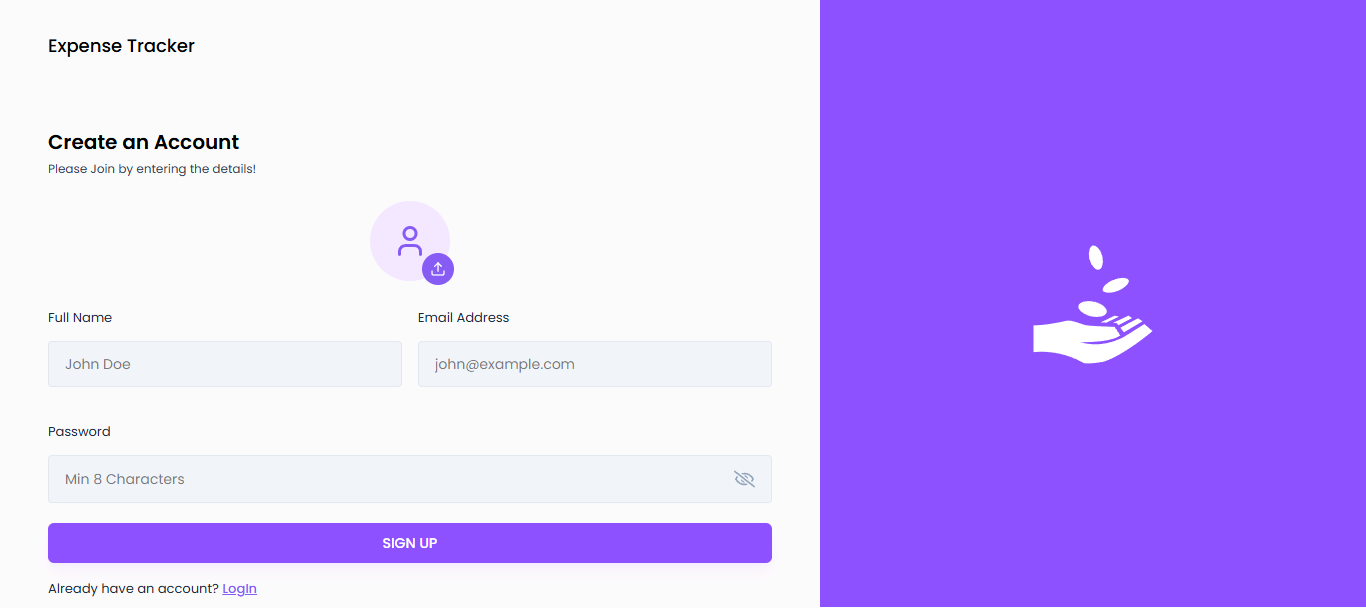 Expense Tracker
Create an Account
Please Join by entering the details!
Full Name
Email Address
John Doe
john@example.com
Password
Min 8 Characters
SIGN UP
Already have an account? LogIn